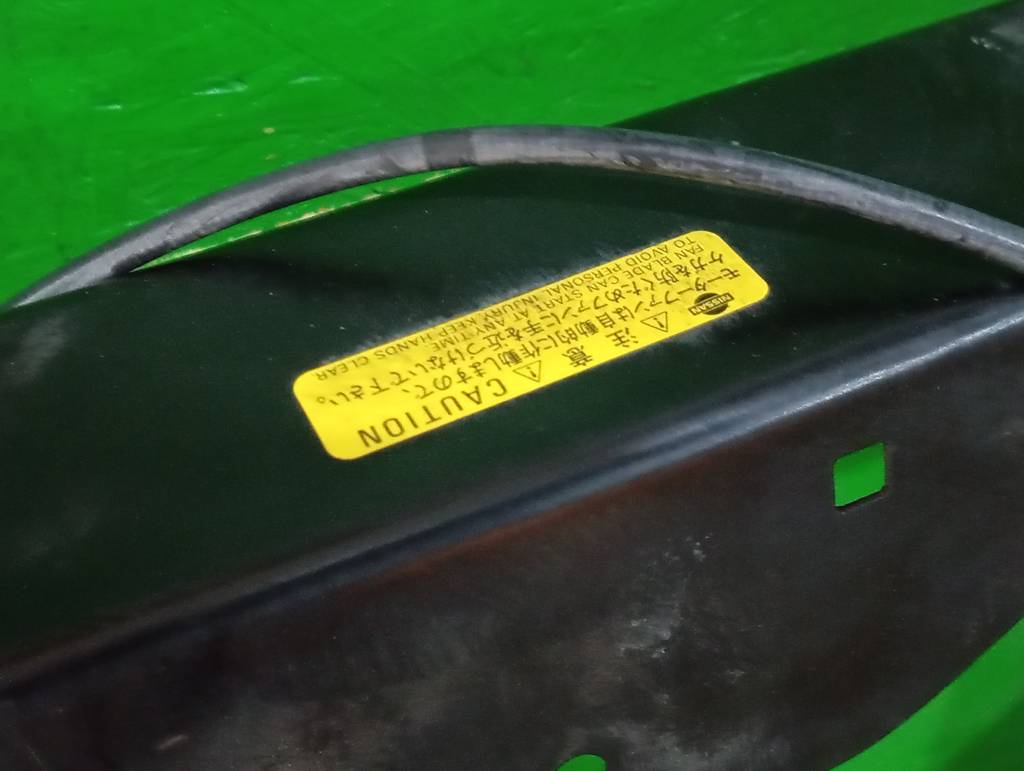 NISSAN
⚠ 注意 ⚠ CAUTION
モーターファンは自動的に作動しますので、
ケガを防ぐためファンに手を近づけないで下さい。
FAN BLADE CAN START AT ANY TIME
TO AVOID PERSONAL INJURY KEEP HANDS CLEAR